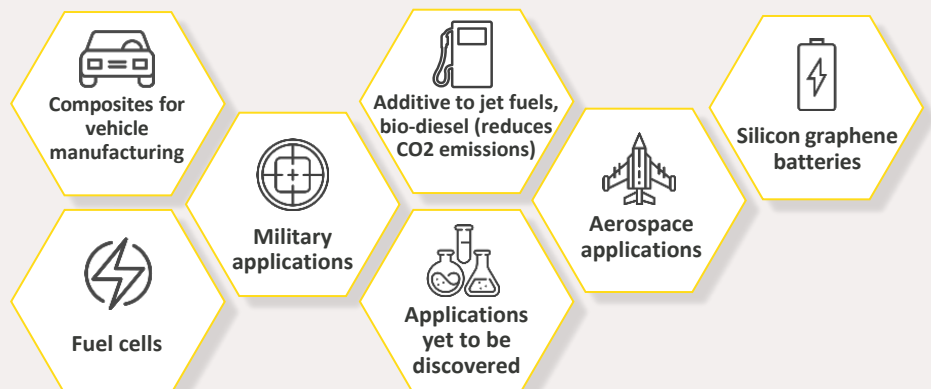 Composites for
vehicle
manufacturing
Additive to jet fuels,
bio-diesel (reduces
CO2 emissions)
Silicon graphene
batteries
Military
applications
Aerospace
applications
Fuel cells
Applications
yet to be
discovered